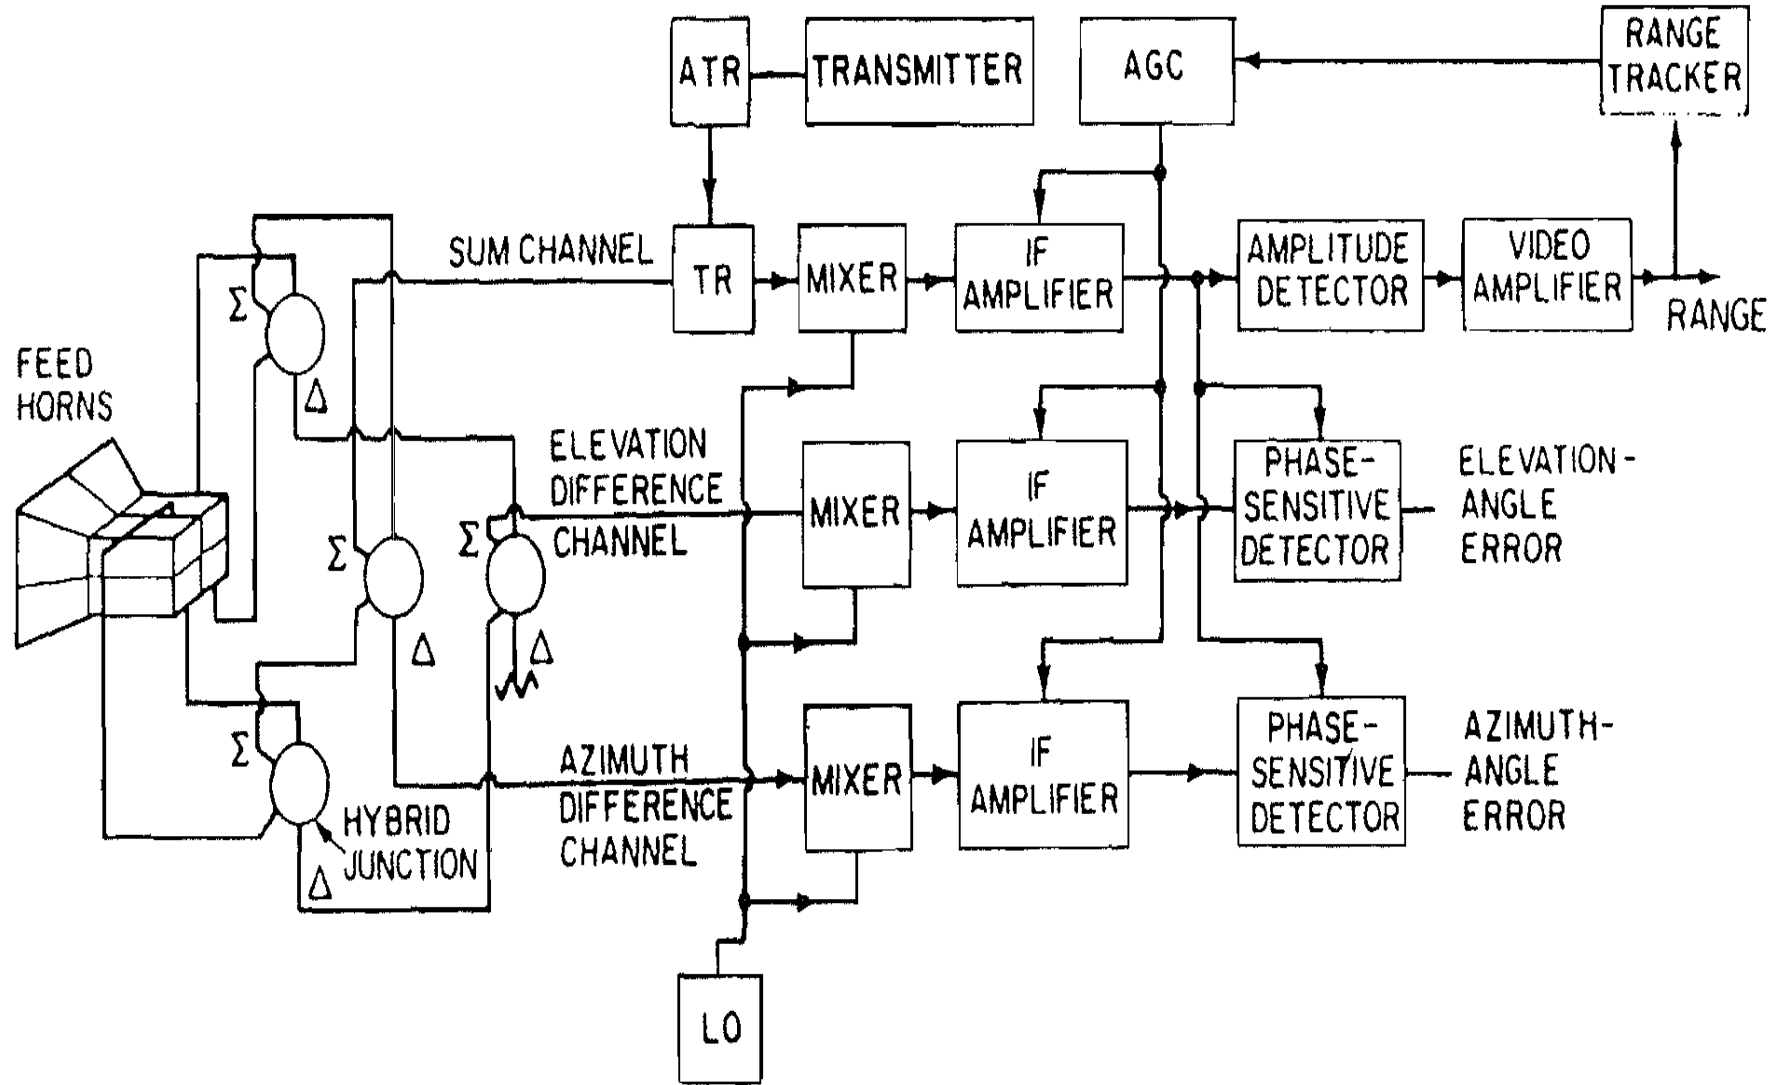 ATR
TRANSMITTER
AGC
RANGE
TRACKER
SUM CHANNEL
TR
MIXER
IF
AMPLIFIER
AMPLITUDE
DETECTOR
VIDEO
AMPLIFIER
RANGE
Σ
Δ
FEED
HORNS
ELEVATION
DIFFERENCE
CHANNEL
MIXER
IF
AMPLIFIER
PHASE-
SENSITIVE
DETECTOR
ELEVATION-
ANGLE
ERROR
Σ
Δ
Σ
Δ
Σ
Δ
HYBRID
JUNCTION
AZIMUTH
DIFFERENCE
CHANNEL
MIXER
IF
AMPLIFIER
PHASE-
SENSITIVE
DETECTOR
AZIMUTH-
ANGLE
ERROR
LO